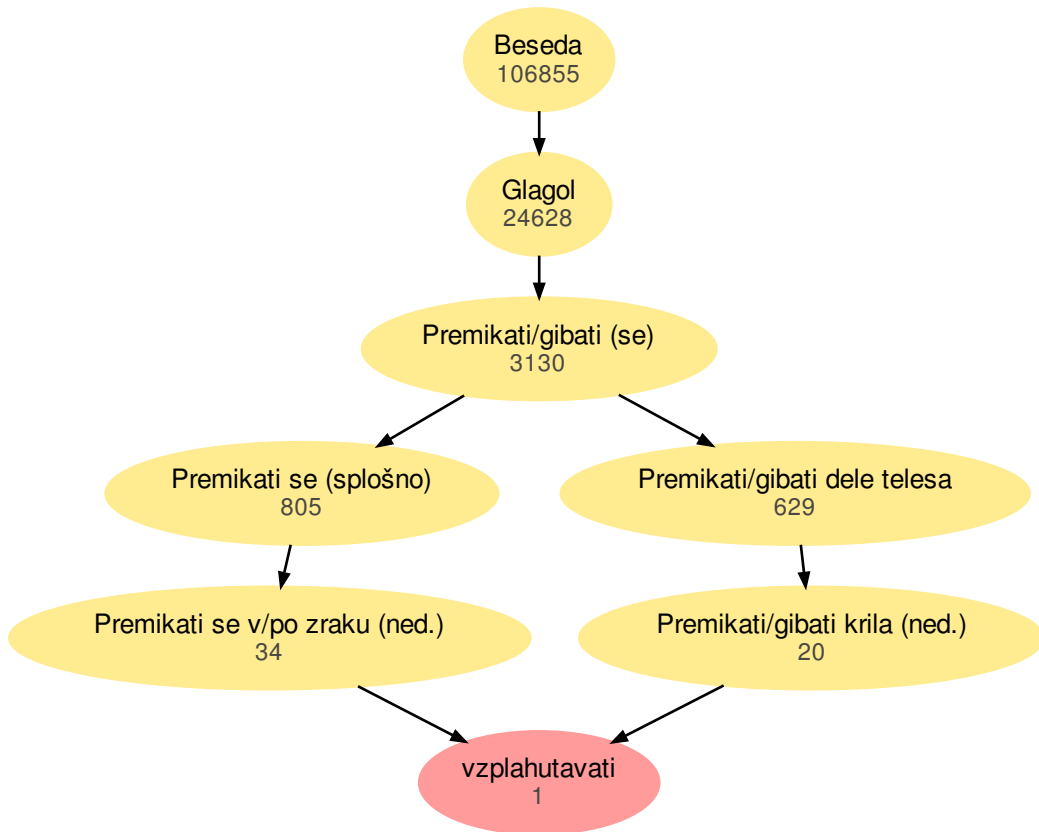 Beseda
106855
Glagol
24628
Premikati/gibati (se)
3130
Premikati se (splošno)
805
Premikati/gibati dele telesa
629
Premikati se v/po zraku (ned.)
34
Premikati/gibati krila (ned.)
20
vzplahutavati
1